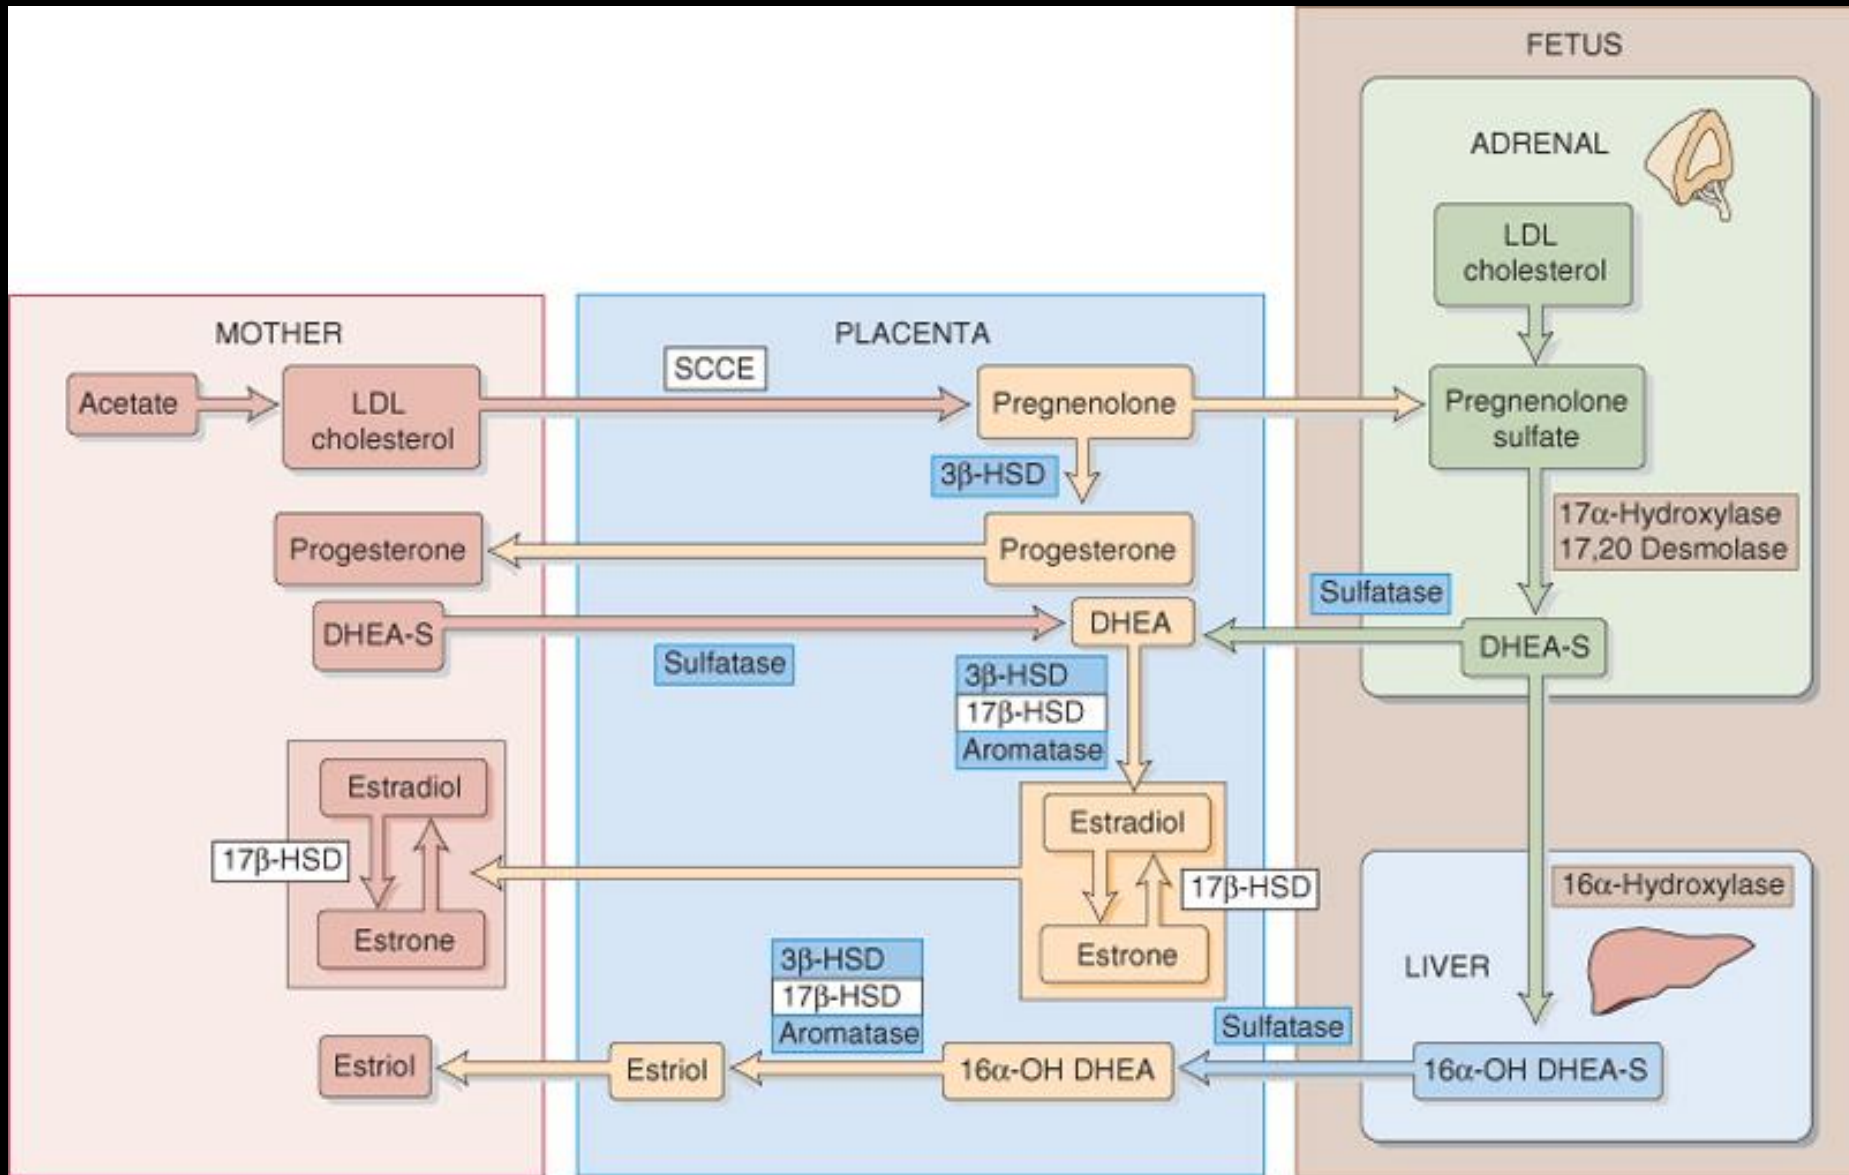 FETUS
ADRENAL
LDL
cholesterol
MOTHER
PLACENTA
SCCE
Acetate
LDL
cholesterol
Pregnenolone
Pregnenolone
sulfate
3β-HSD
17α-Hydroxylase
17,20 Desmolase
Progesterone
Progesterone
Sulfatase
DHEA-S
DHEA
DHEA-S
Sulfatase
3β-HSD
17β-HSD
Aromatase
Estradiol
Estradiol
17β-HSD
17β-HSD
16α-Hydroxylase
Estrone
Estrone
3β-HSD
17β-HSD
Aromatase
LIVER
Sulfatase
Estriol
Estriol
16α-OH DHEA
16α-OH DHEA-S